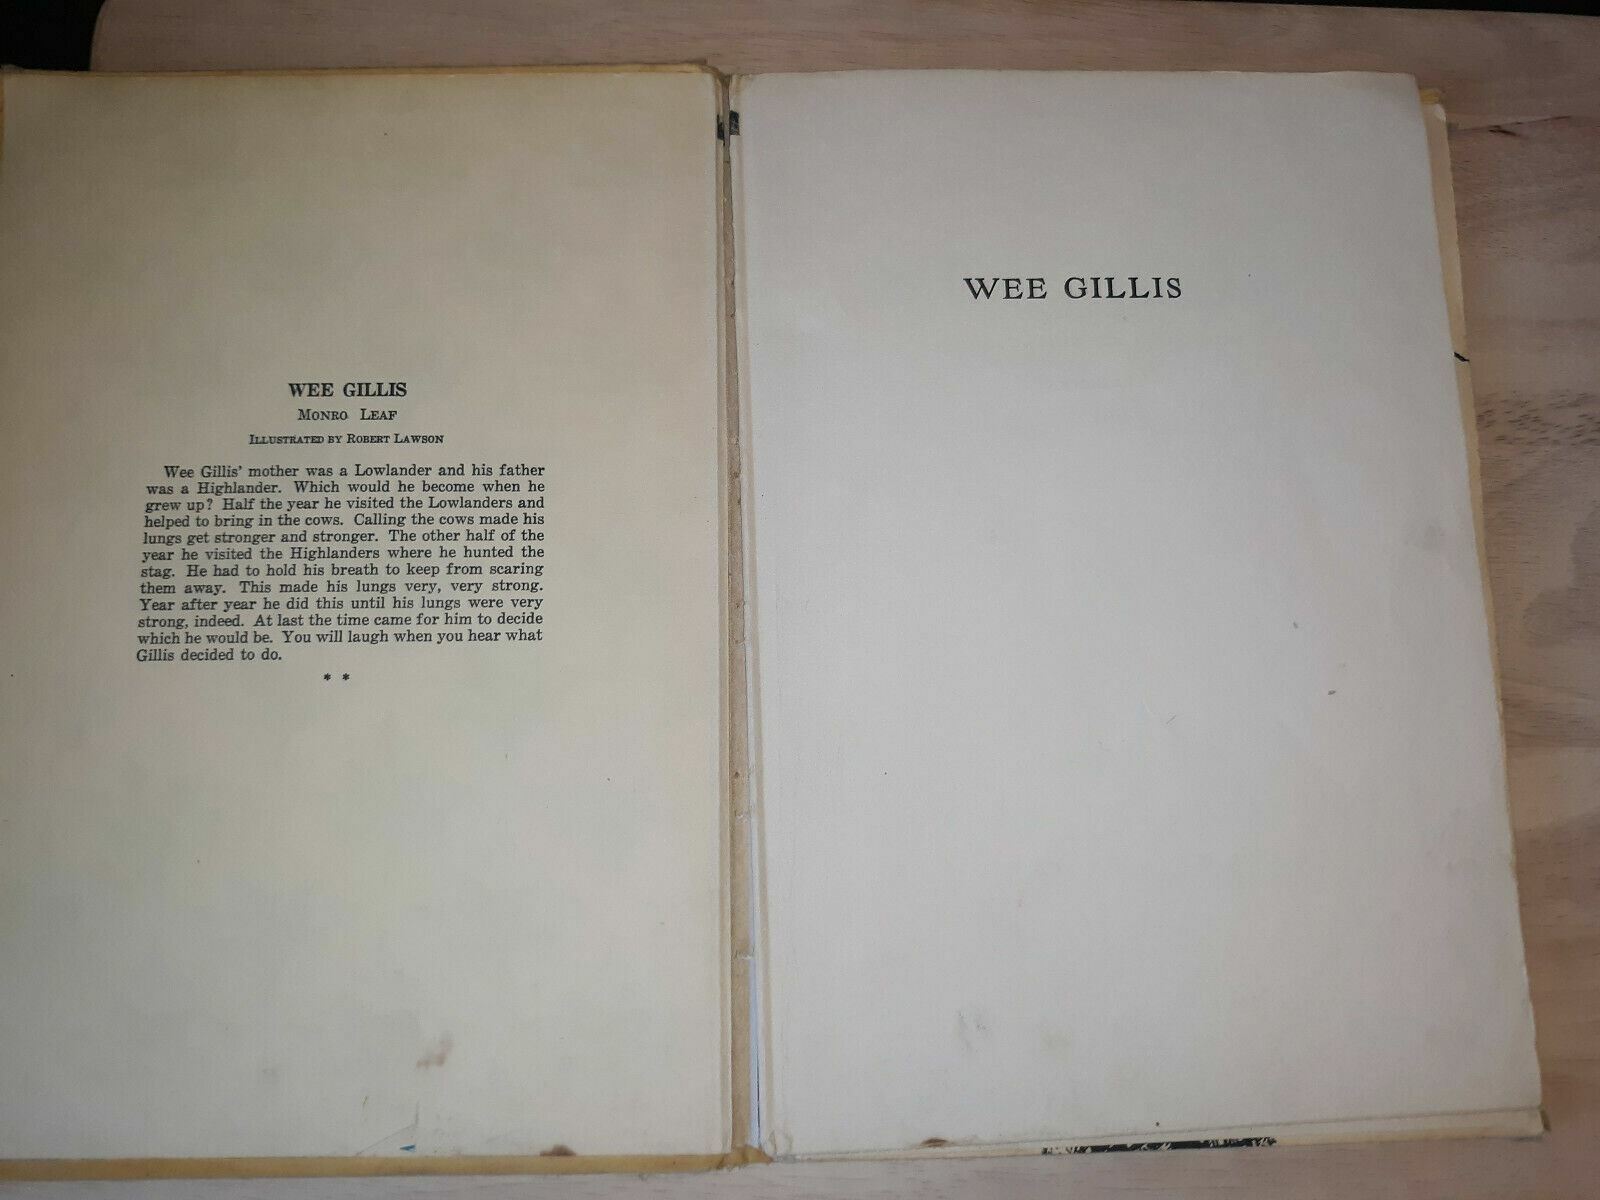 WEE GILLIS
MONRO LEAF
ILLUSTRATED BY ROBERT LAWSON
Wee Gillis' mother was a Lowlander and his father
was a Highlander. Which would he become when he
grew up? Half the year he visited the Lowlanders and
helped to bring in the cows. Calling the cows made his
lungs get stronger and stronger. The other half of the
year he visited the Highlanders where he hunted the
stag. He had to hold his breath to keep from scaring
them away. This made his lungs very, very strong.
Year after year he did this until his lungs were very
strong, indeed. At last the time came for him to decide
which he would be. You will laugh when you hear what
Gillis decided to do.
* *
WEE GILLIS